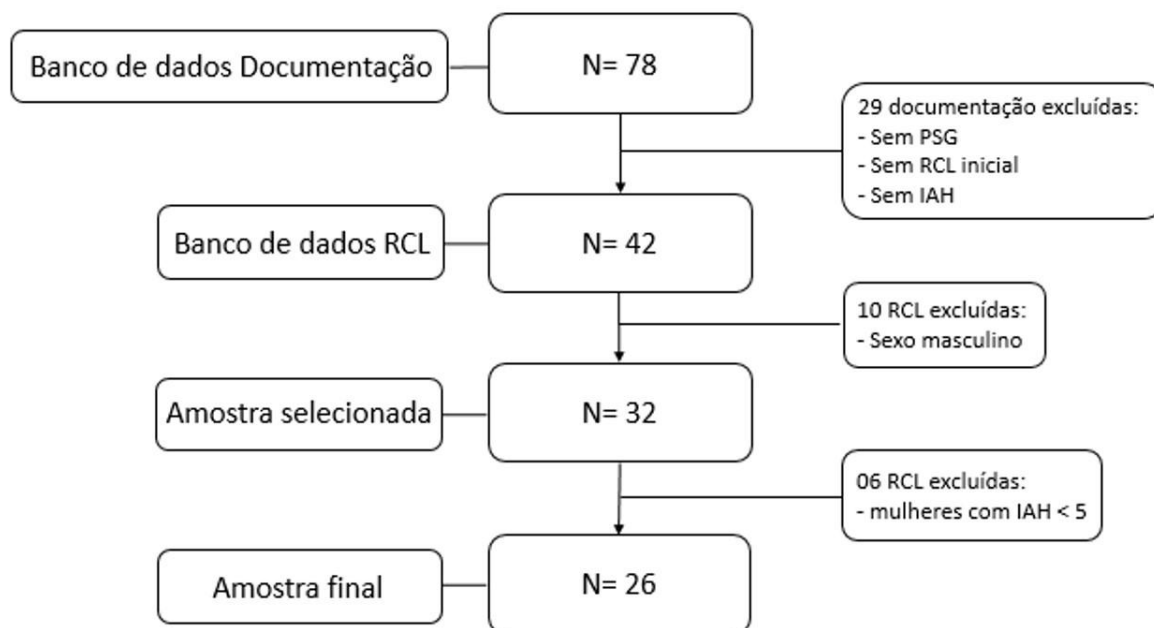 Banco de dados Documentação
N= 78
29 documentação excluídas:
- Sem PSG
- Sem RCL inicial
- Sem IAH
Banco de dados RCL
N= 42
10 RCL excluídas:
- Sexo masculino
Amostra selecionada
N= 32
06 RCL excluídas:
- mulheres com IAH < 5
Amostra final
N= 26